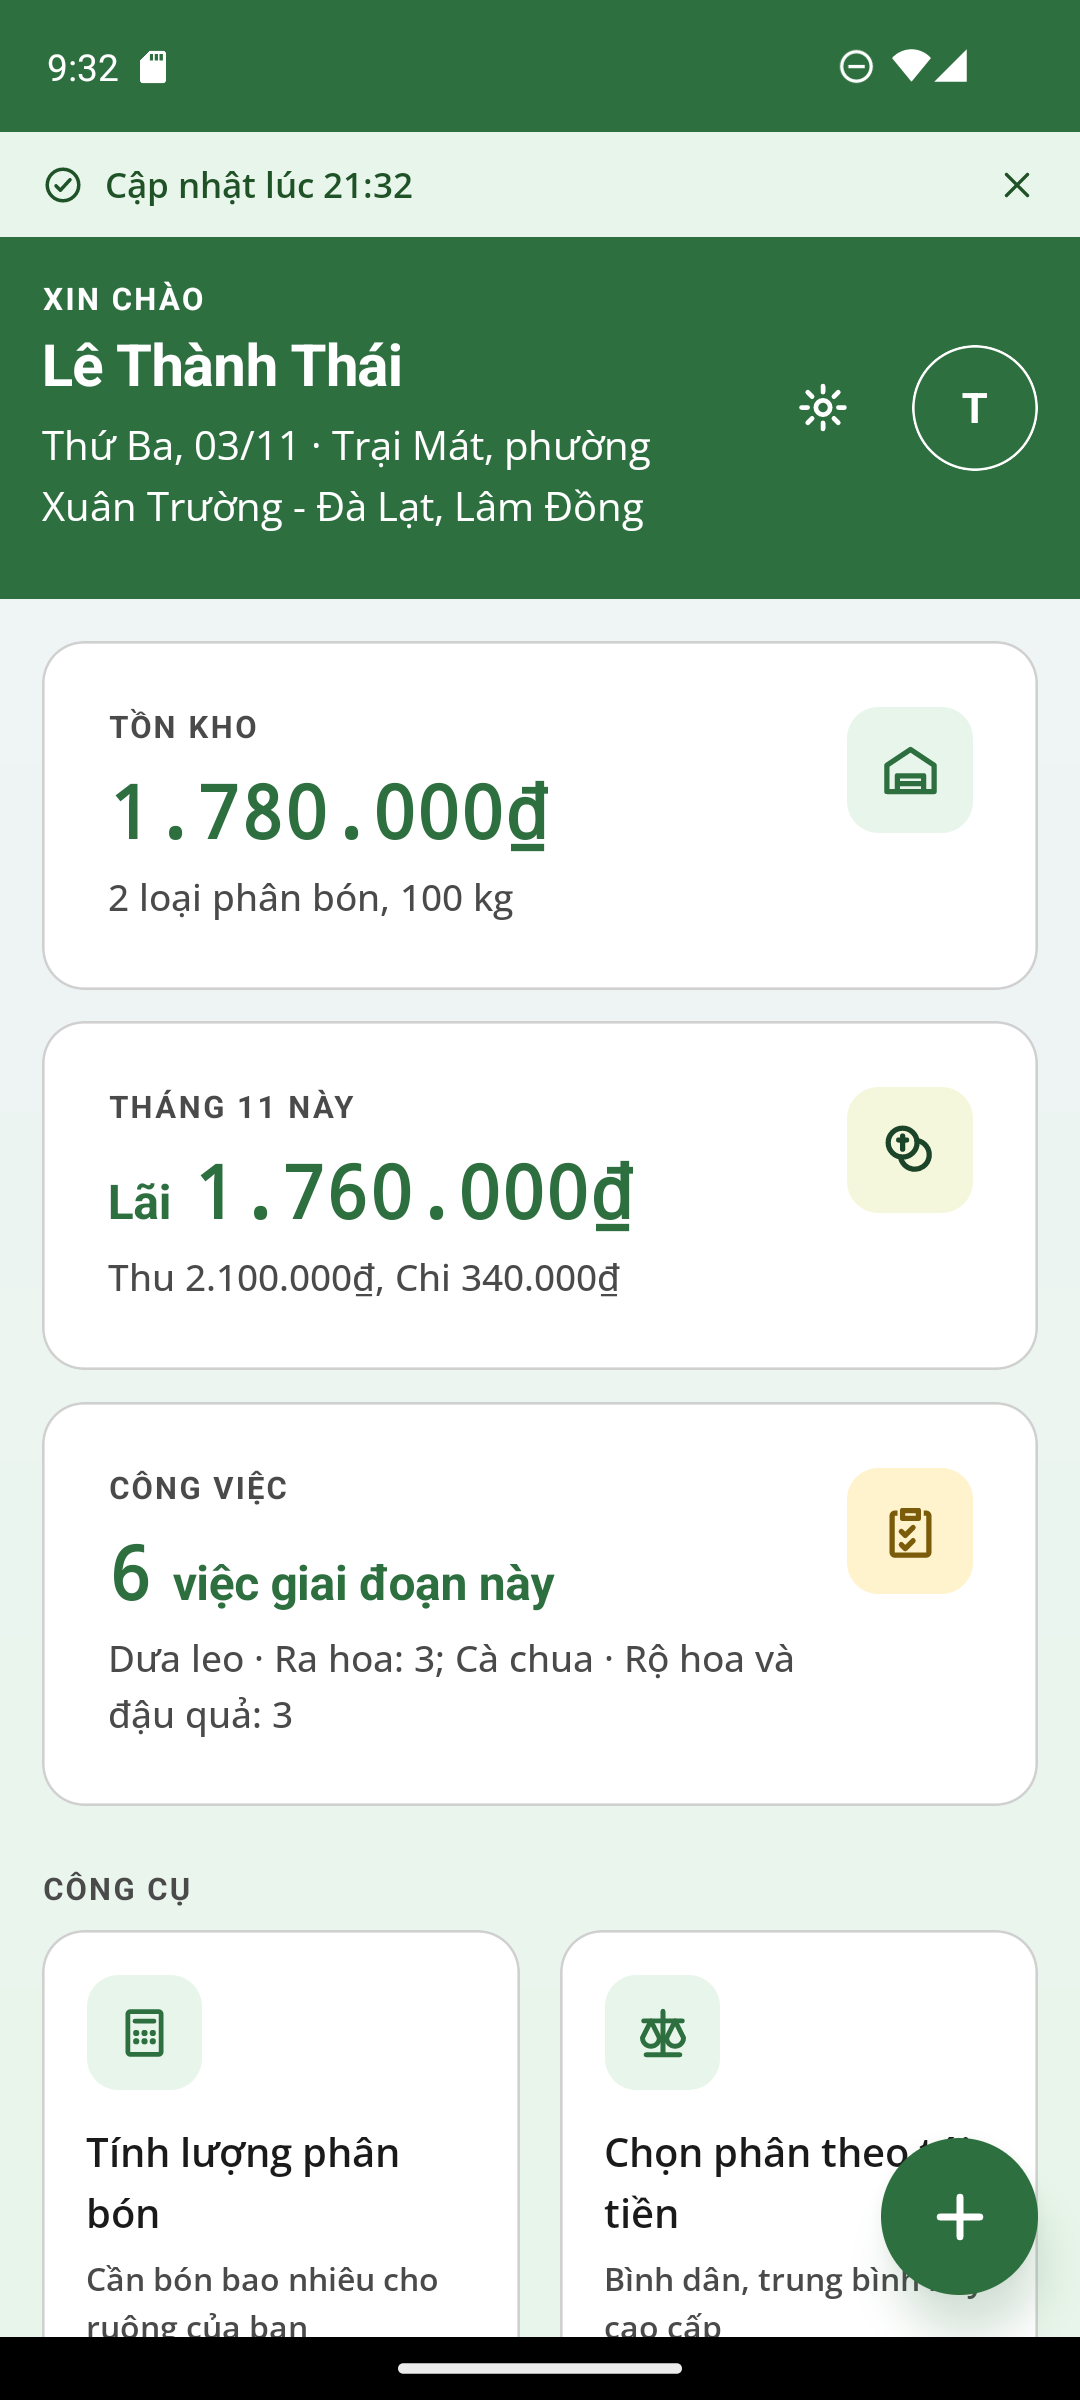 9:32
Cập nhật lúc 21:32
XIN CHÀO
Lê Thành Thái
Thứ Ba, 03/11 · Trại Mát, phường
Xuân Trường - Đà Lạt, Lâm Đồng
T
TỒN KHO
1.780.000₫
2 loại phân bón, 100 kg
THÁNG 11 NÀY
Lãi 1.760.000₫
Thu 2.100.000₫, Chi 340.000₫
CÔNG VIỆC
6 việc giai đoạn này
Dưa leo · Ra hoa: 3; Cà chua · Rộ hoa và
đậu quả: 3
CÔNG CỤ
Tính lượng phân
bón
Cần bón bao nhiêu cho
ruộng của bạn
Chọn phân theo
tiền
Bình dân, trung bình
cao cấp